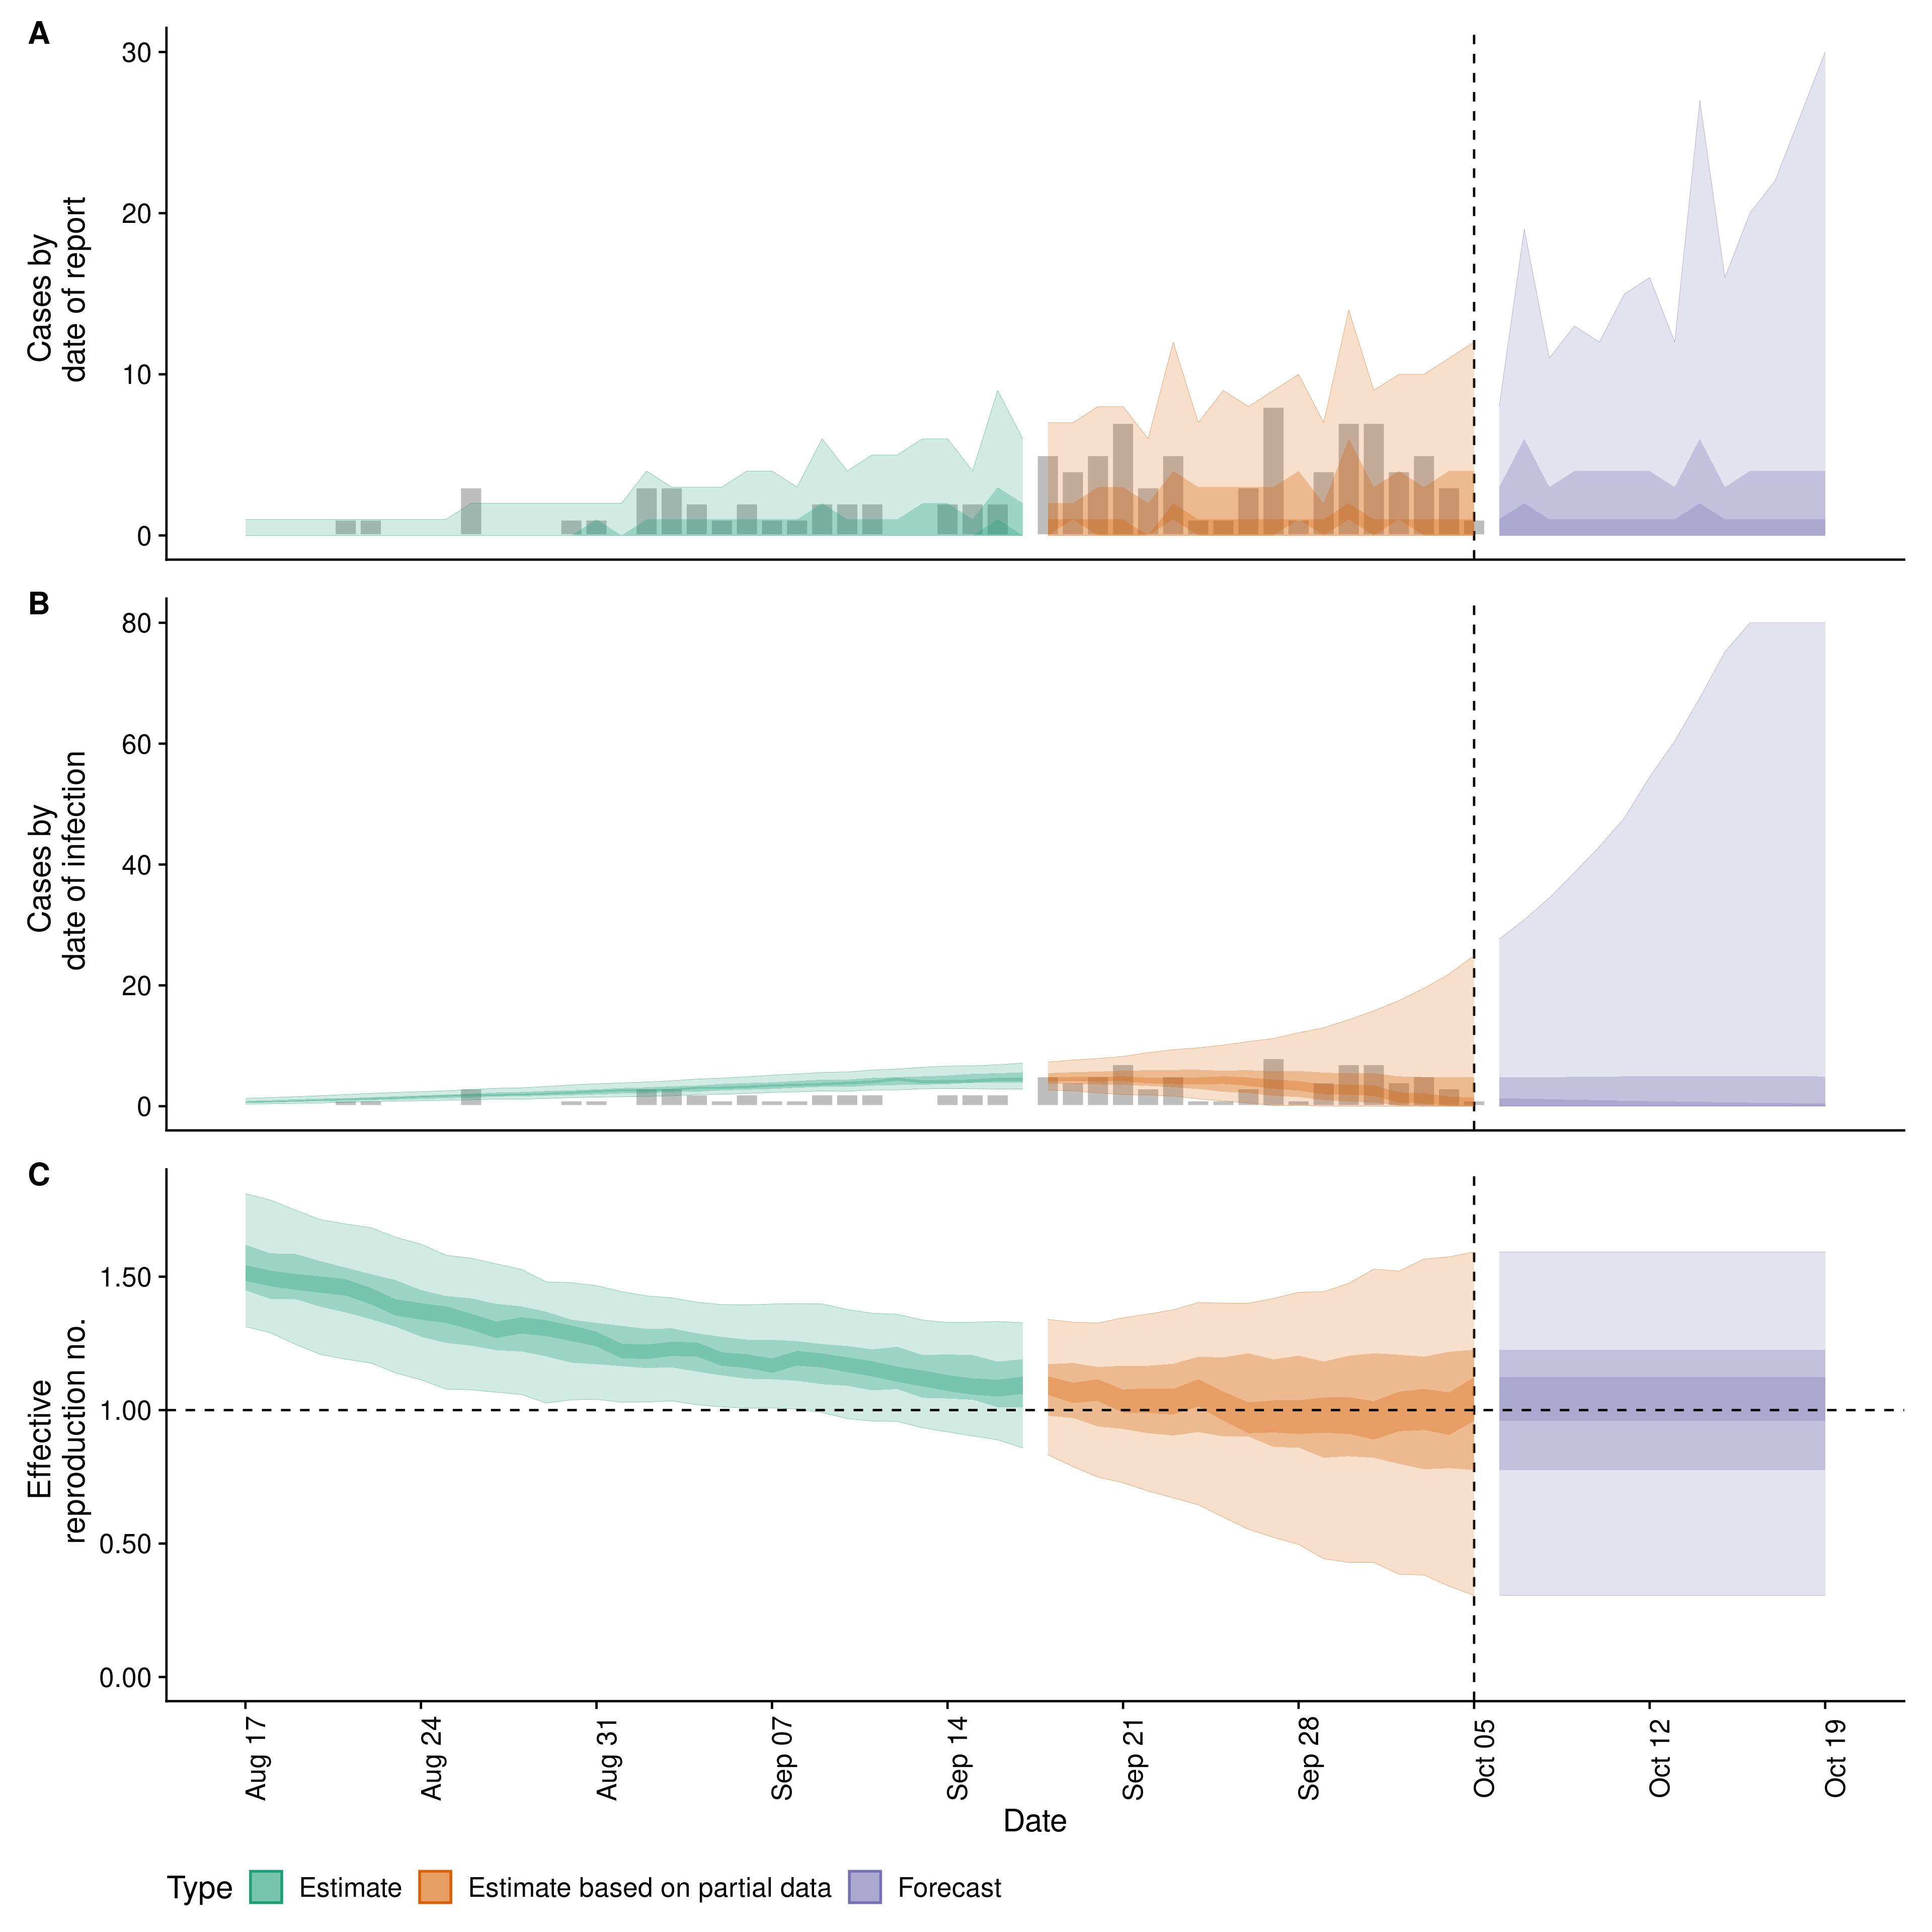 A
Cases by
date of report
30
20
10
0
B
Cases by
date of infection
80
60
40
20
0
C
Effective
reproduction no.
1.50
1.00
0.50
0.00
Aug 17
Aug 24
Aug 31
Sep 07
Sep 14
Sep 21
Sep 28
Oct 05
Oct 12
Oct 19
Date
Type Estimate Estimate based on partial data Forecast